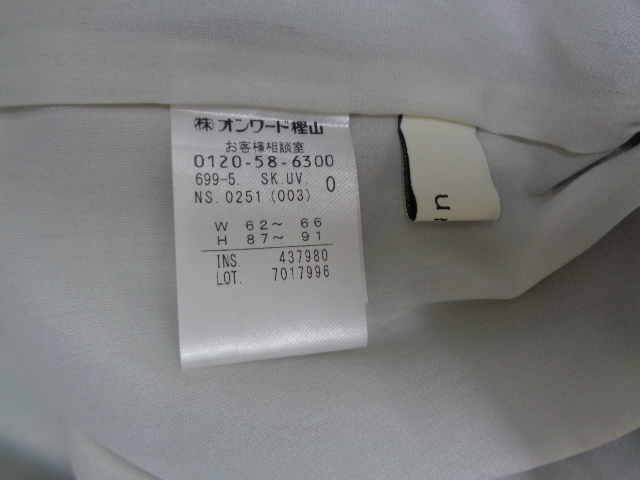 ㈱ オンワード樫山
お客様相談室
0120-58-6300
699-5. SK.UV. 0
NS.0251 (003)
W 62～ 66
H 87～ 91
INS. 437980
LOT. 7017996